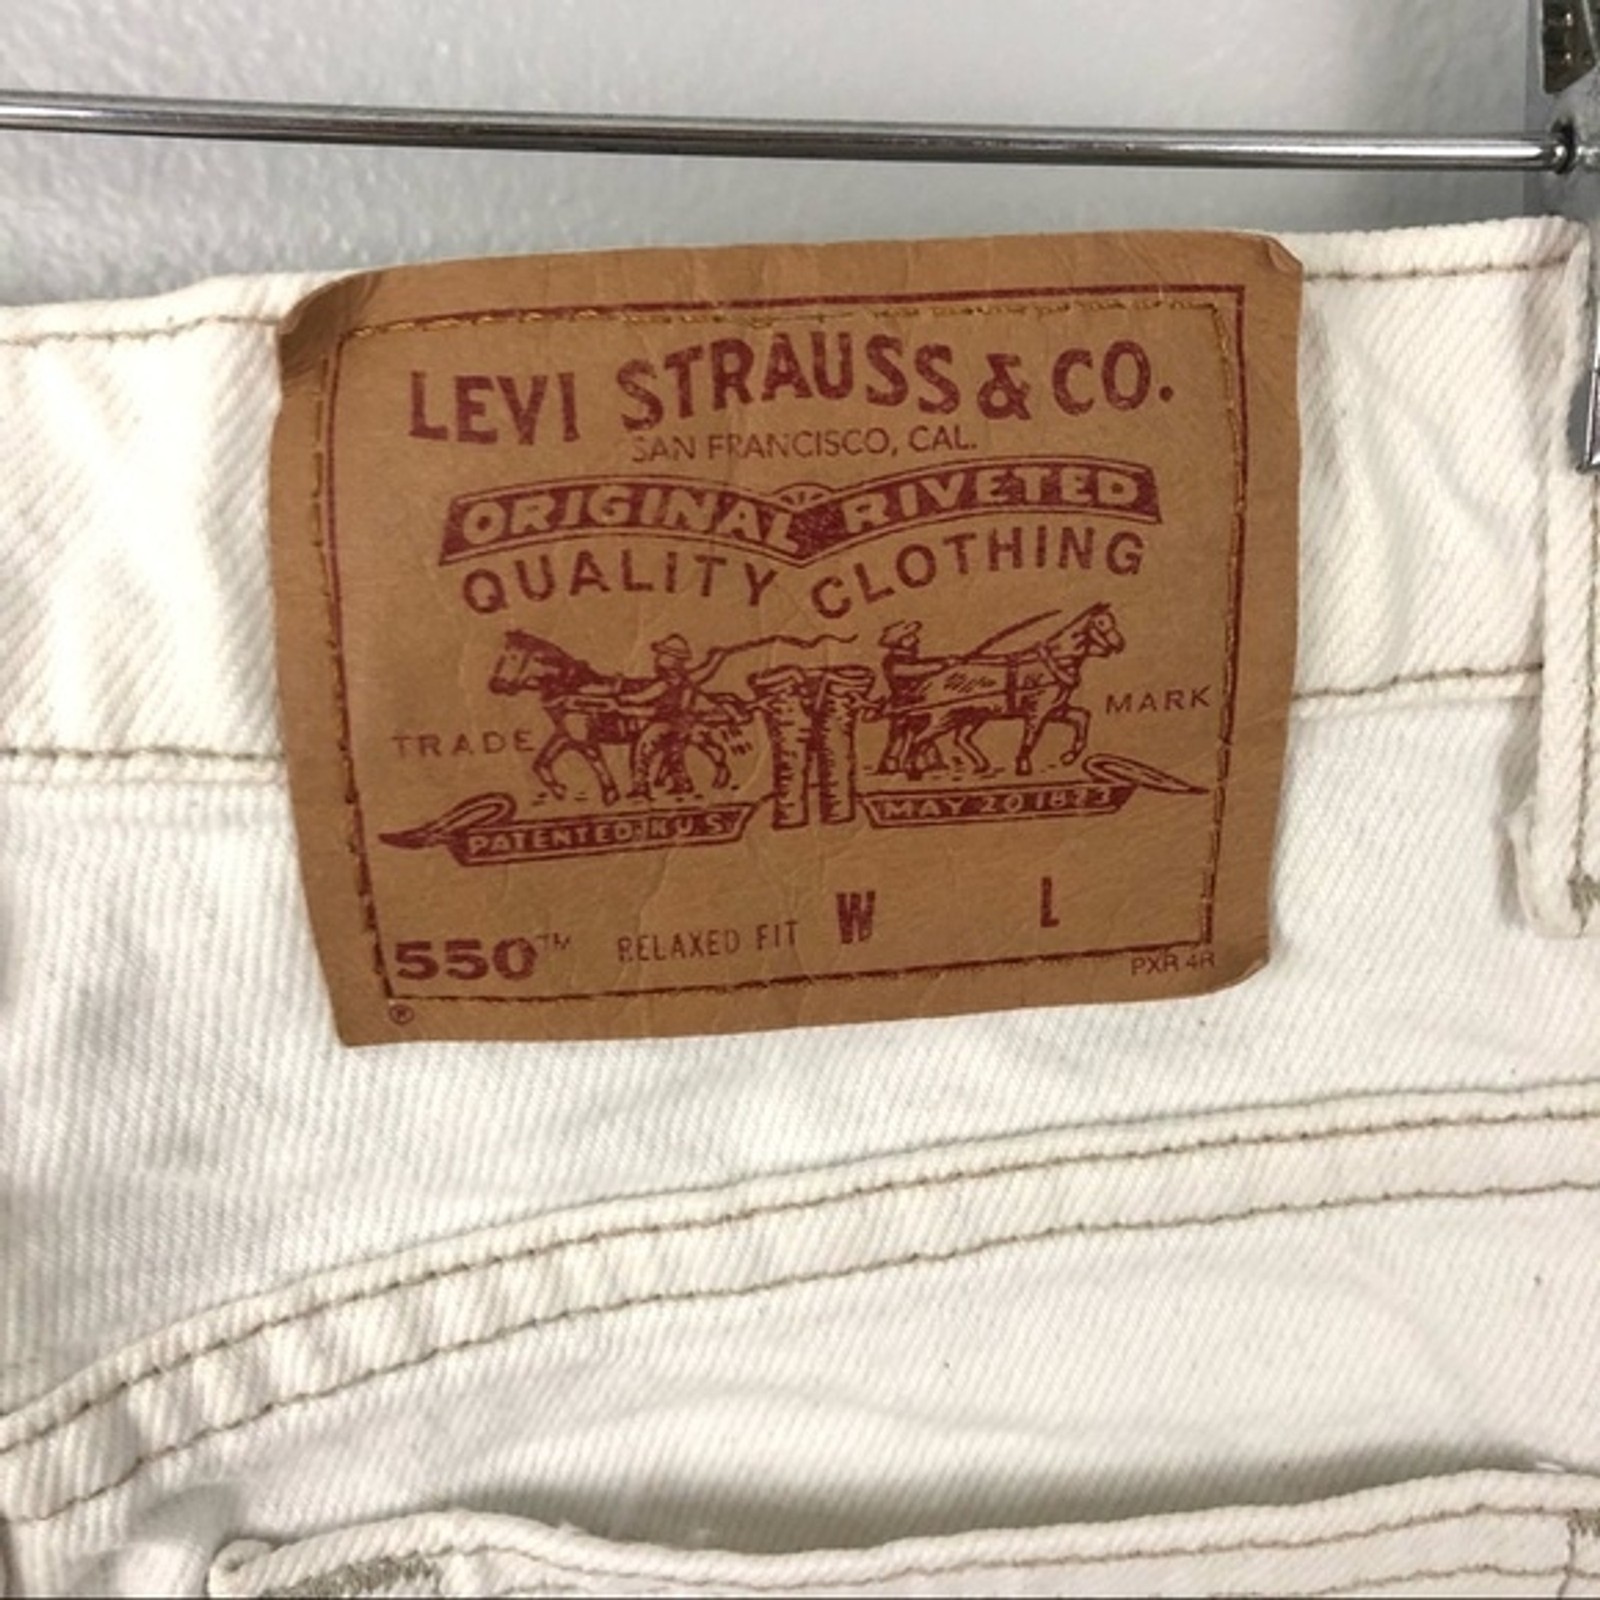 LEVI STRAUSS & CO.
SAN FRANCISCO, CAL.
ORIGINAL RIVETED
QUALITY CLOTHING
TRADE MARK
PATENTED IN U.S. MAY 20 1873
550™ RELAXED FIT W L
PXR 4R
®